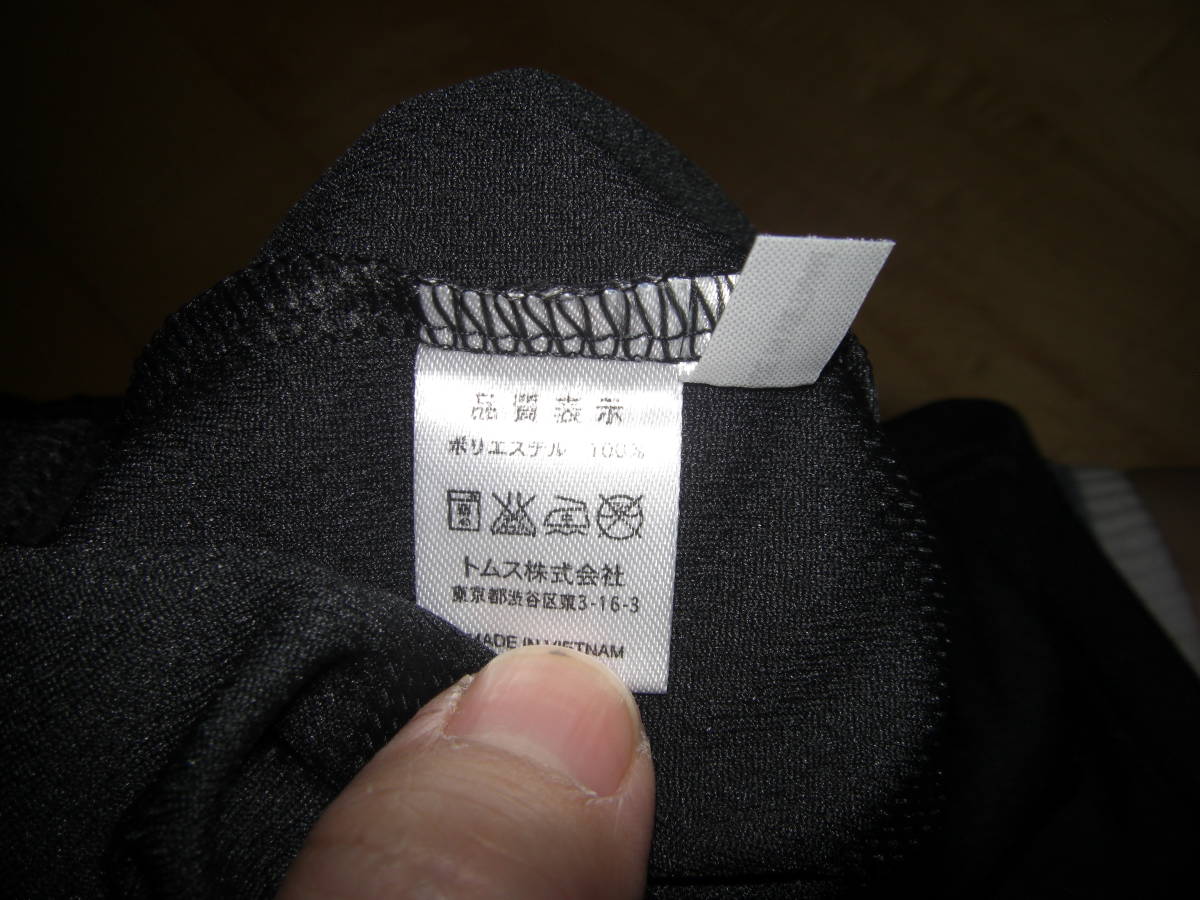 品質表示
ポリエステル 100%
トムス株式会社
東京都渋谷区東3-16-3
MADE IN VIETNAM